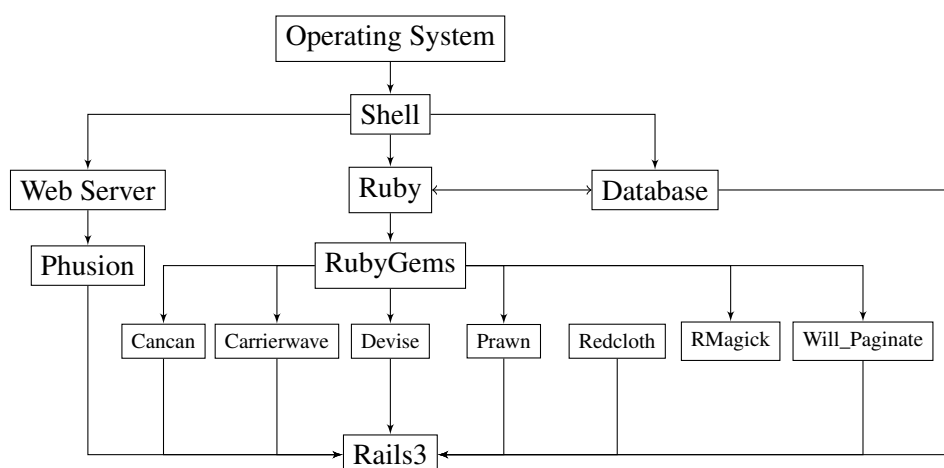 Operating System
Shell
Web Server
Ruby
Database
Phusion
RubyGems
Cancan
Carrierwave
Devise
Prawn
Redcloth
RMagick
Will_Paginate
Rails3